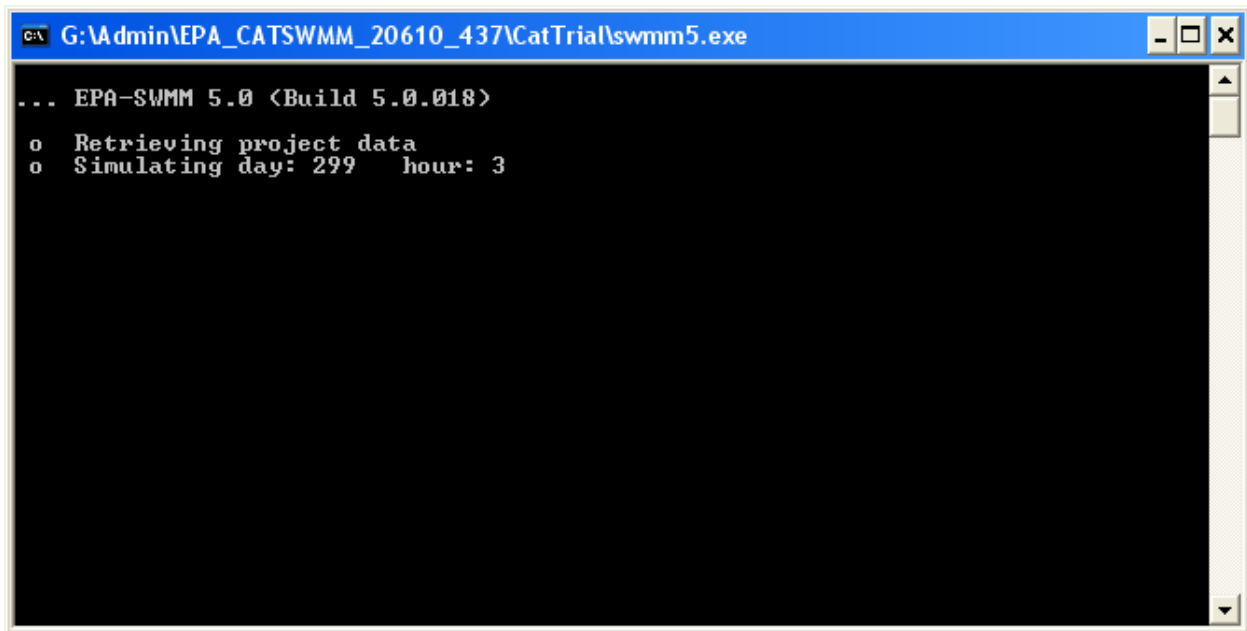 G:\Admin\EPA_CATSWMM_20610_437\CatTrial\swmm5.exe
... EPA-SWMM 5.0 (Build 5.0.018)
o Retrieving project data
o Simulating day: 299 hour: 3